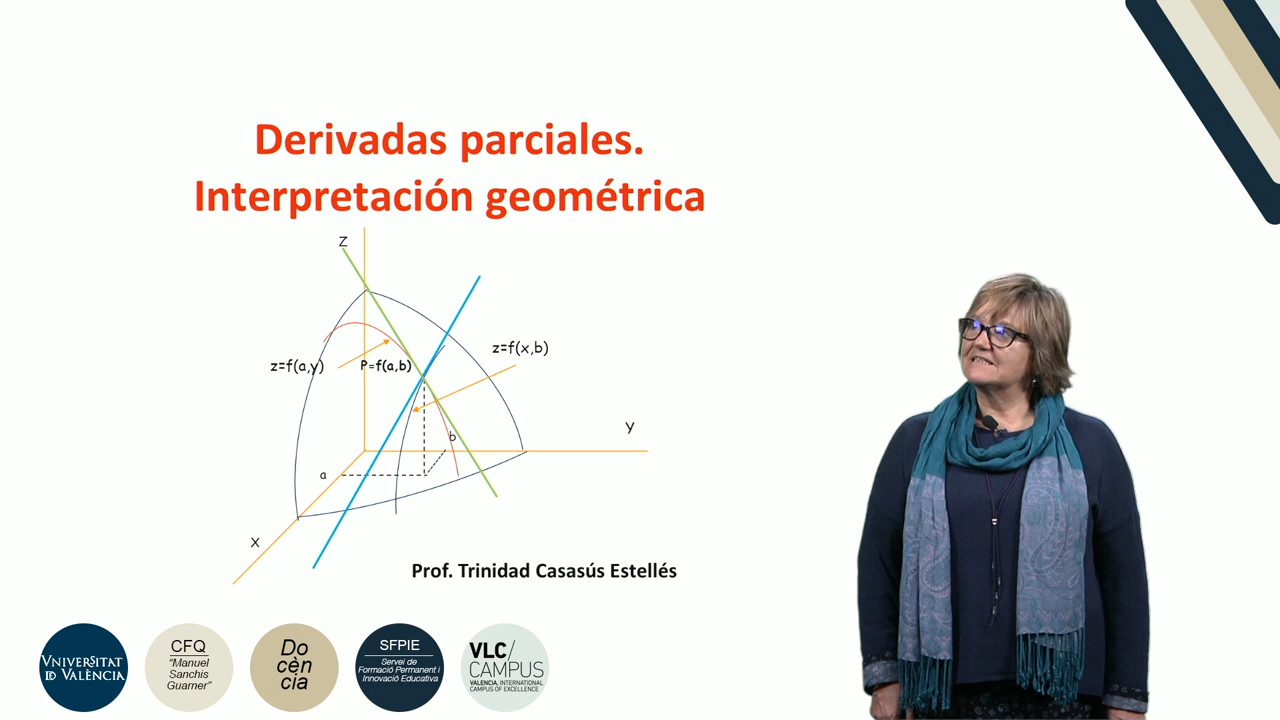 Derivadas parciales.
Interpretación geométrica
Z
z=f(x,b)
z=f(a,y)
P=f(a,b)
Y
b
a
X
Prof. Trinidad Casasús Estellés
VNIVERSITAT
ID VALÈNCIA
CFQ
"Manuel
Sanchis
Guarner"
Do
cèn
cia
SFPIE
Servei de
Formació Permanent i
Innovació Educativa
VLC/
CAMPUS
VALENCIA, INTERNATIONAL
CAMPUS OF EXCELLENCE